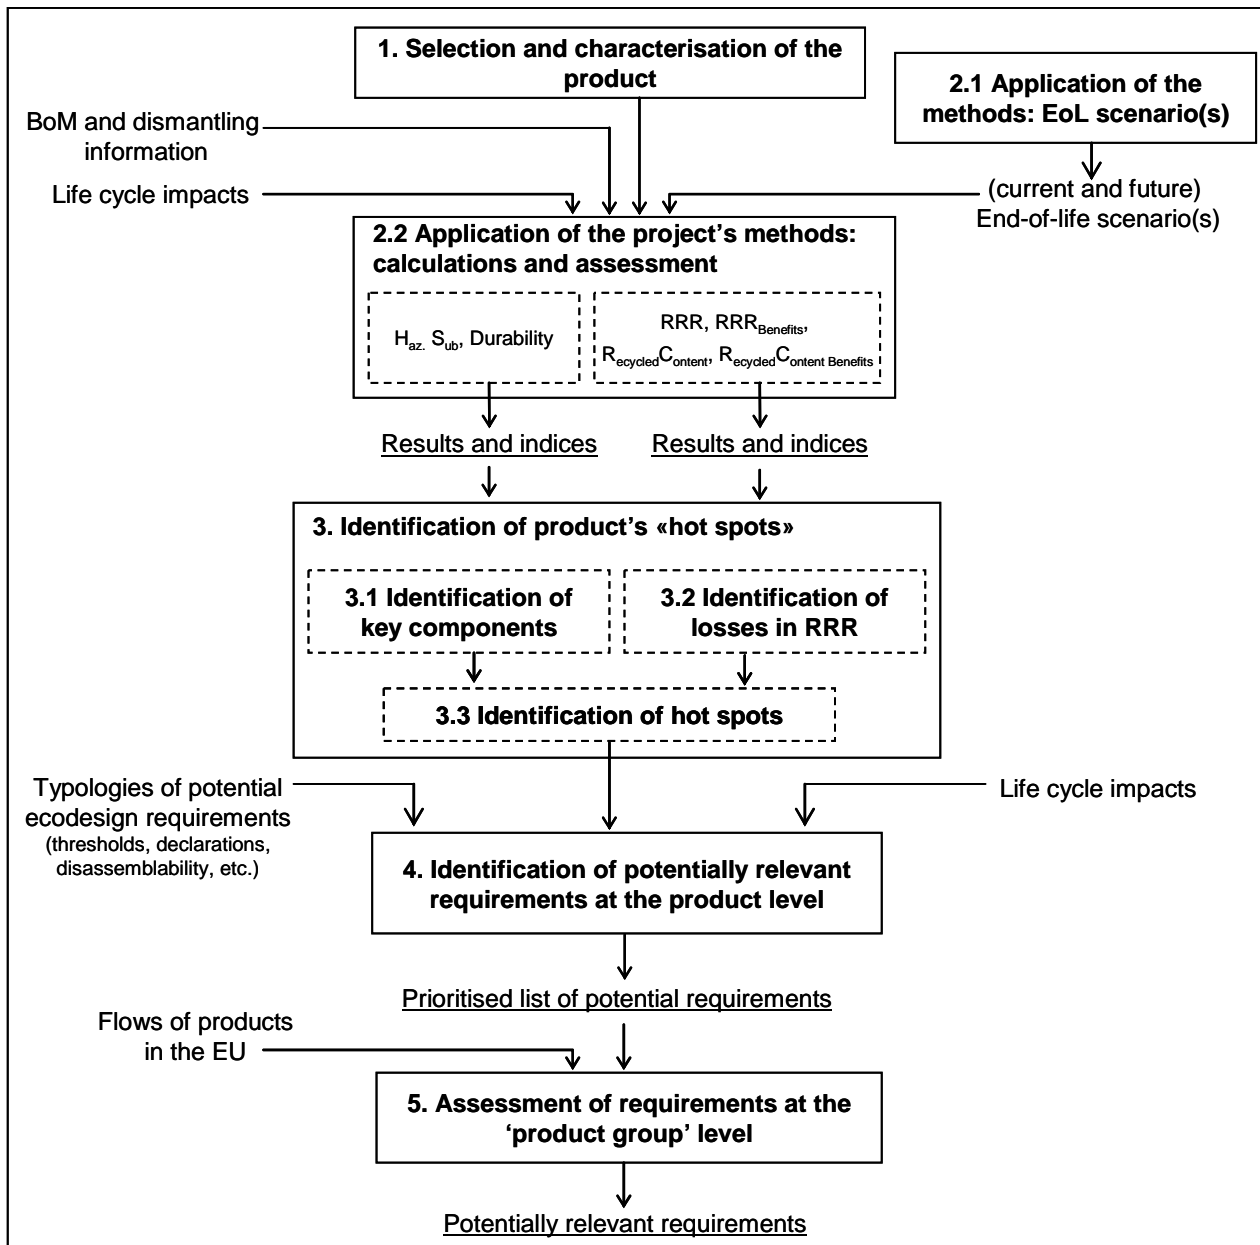 1. Selection and characterisation of the
product
2.1 Application of the
methods: EoL scenario(s)
BoM and dismantling
information
Life cycle impacts
(current and future)
End-of-life scenario(s)
2.2 Application of the project's methods:
calculations and assessment
Haz. Sub, Durability
RRR, RRRBenefits,
RecycledContent, RecycledContent Benefits
Results and indices
Results and indices
3. Identification of product's «hot spots»
3.1 Identification of
key components
3.2 Identification of
losses in RRR
3.3 Identification of hot spots
Typologies of potential
ecodesign requirements
(thresholds, declarations,
disassemblability, etc.)
Life cycle impacts
4. Identification of potentially relevant
requirements at the product level
Prioritised list of potential requirements
Flows of products
in the EU
5. Assessment of requirements at the
‘product group’ level
Potentially relevant requirements